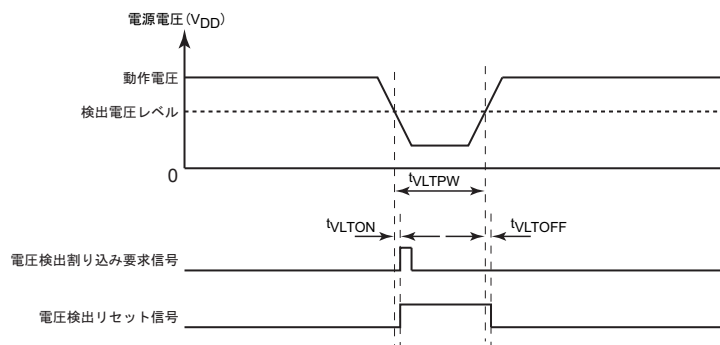 電源電圧(VDD)
動作電圧
検出電圧レベル
0
tVLTPW
tVLTON
tVLTOFF
電圧検出割り込み要求信号
電圧検出リセット信号